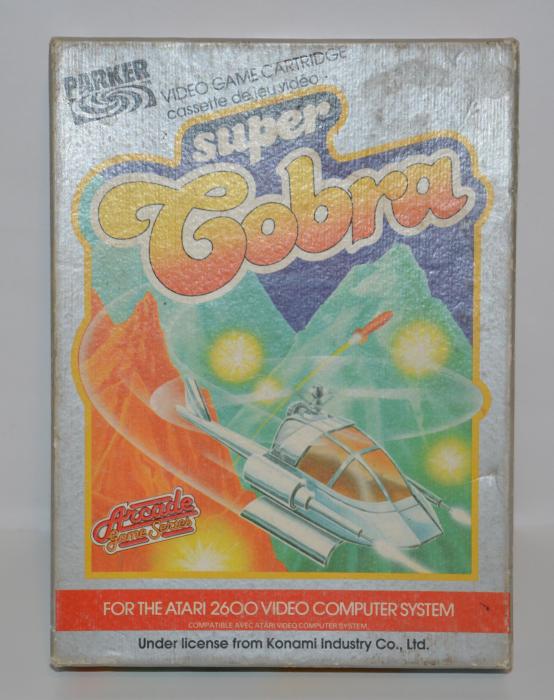 PARKER
VIDEO GAME CARTRIDGE
cassette de jeu vidéo
super
Cobra
Arcade
Game Series
FOR THE ATARI 2600 VIDEO COMPUTER SYSTEM
COMPATIBLE AVEC ATARI VIDEO COMPUTER SYSTEM.
Under license from Konami Industry Co., Ltd.